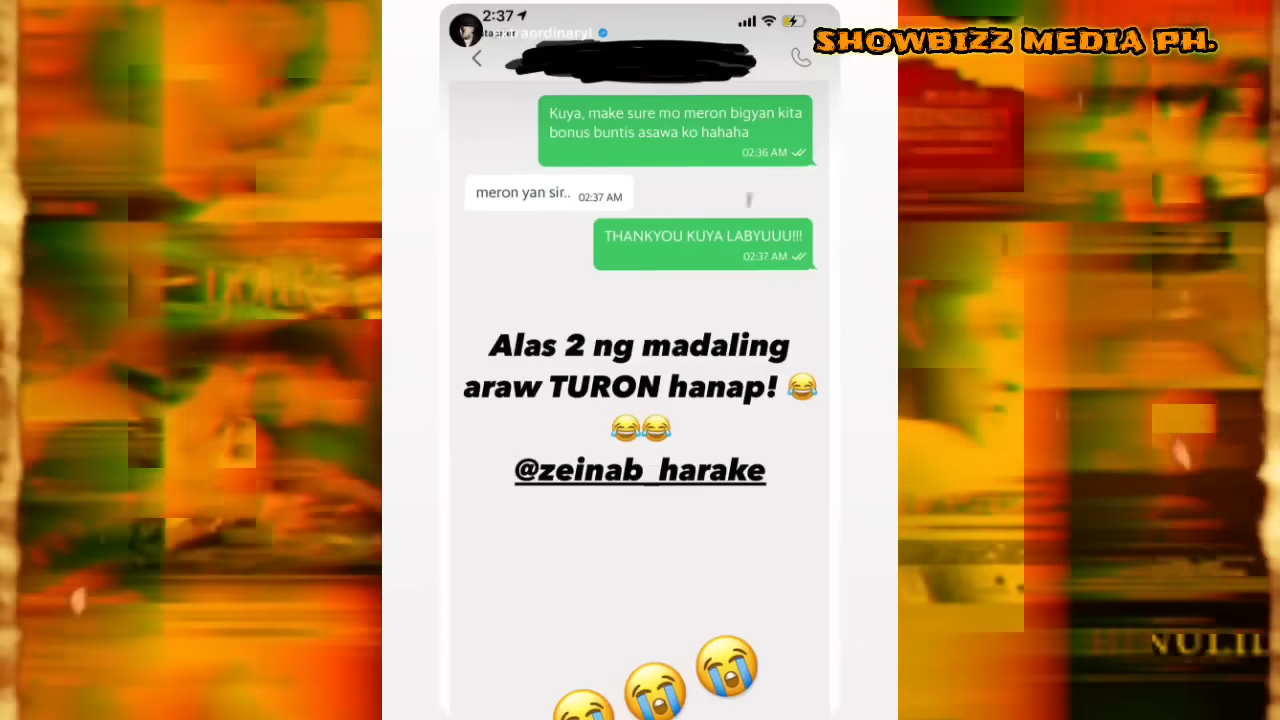 2:37
extraordinaryl
SHOWBIZZ MEDIA PH.
Kuya, make sure mo meron bigyan kita
bonus buntis asawa ko hahaha
02:36 AM
meron yan sir.. 02:37 AM
THANKYOU KUYA LABYUUU!!!
02:37 AM
Alas 2 ng madaling
araw TURON hanap! 😂
😂😂
@zeinab_harake